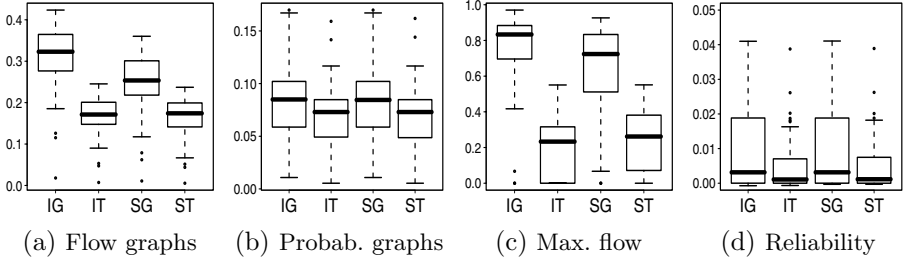 0.4
0.3
0.2
0.1
0.0
IG IT SG ST
(a) Flow graphs
0.15
0.10
0.05
0.00
IG IT SG ST
(b) Probab. graphs
1.0
0.8
0.6
0.4
0.2
0.0
IG IT SG ST
(c) Max. flow
0.05
0.04
0.03
0.02
0.01
0.00
IG IT SG ST
(d) Reliability